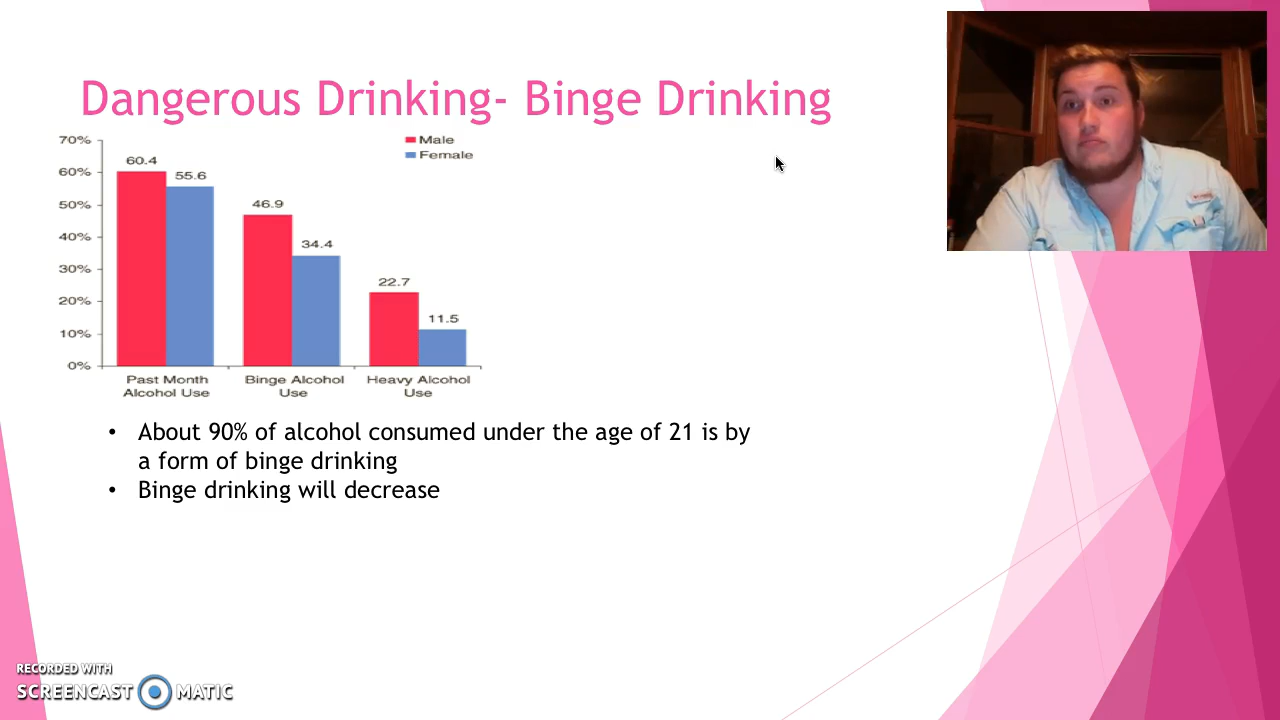 Dangerous Drinking- Binge Drinking
70%
Male
Female
60.4
55.6
60%
50%
46.9
40%
34.4
30%
22.7
20%
11.5
10%
0%
Past Month
Alcohol Use
Binge Alcohol
Use
Heavy Alcohol
Use
• About 90% of alcohol consumed under the age of 21 is by
a form of binge drinking
• Binge drinking will decrease
RECORDED WITH
SCREENCAST MATIC